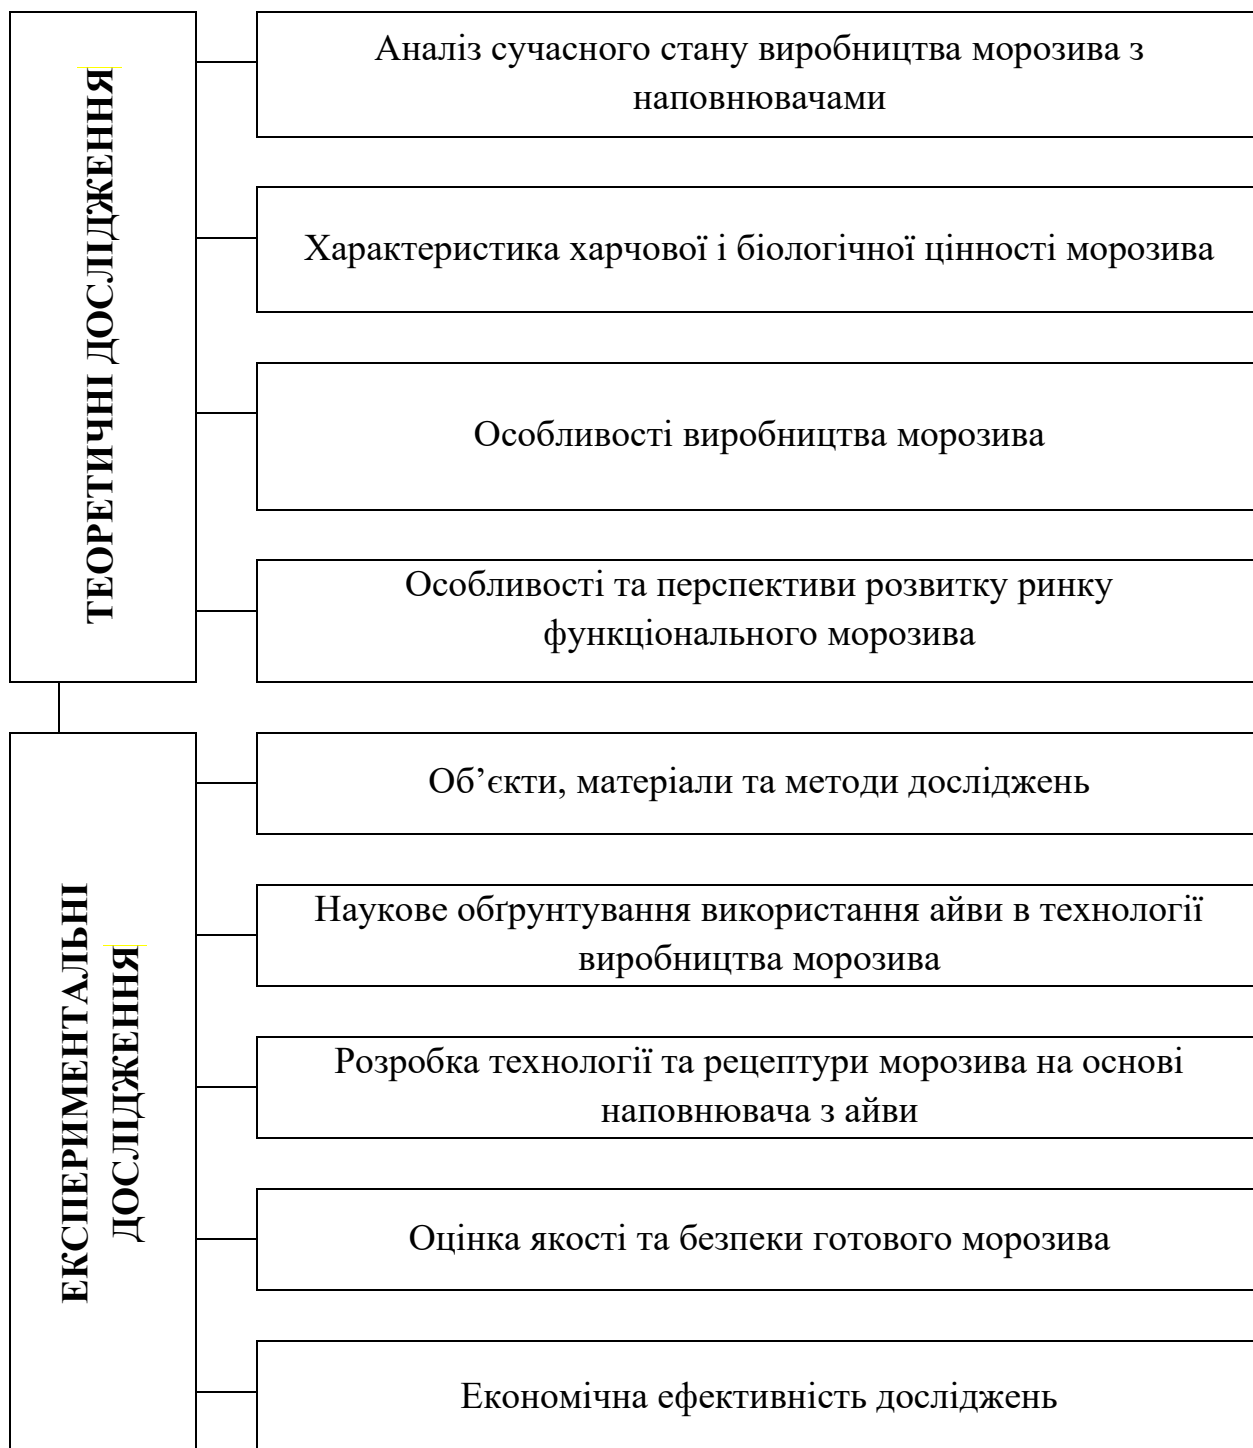 ТЕОРЕТИЧНІ ДОСЛІДЖЕННЯ
Аналіз сучасного стану виробництва морозива з
наповнювачами
Характеристика харчової і біологічної цінності морозива
Особливості виробництва морозива
Особливості та перспективи розвитку ринку
функціонального морозива
ЕКСПЕРИМЕНТАЛЬНІ
ДОСЛІДЖЕННЯ
Об’єкти, матеріали та методи досліджень
Наукове обґрунтування використання айви в технології
виробництва морозива
Розробка технології та рецептури морозива на основі
наповнювача з айви
Оцінка якості та безпеки готового морозива
Економічна ефективність досліджень